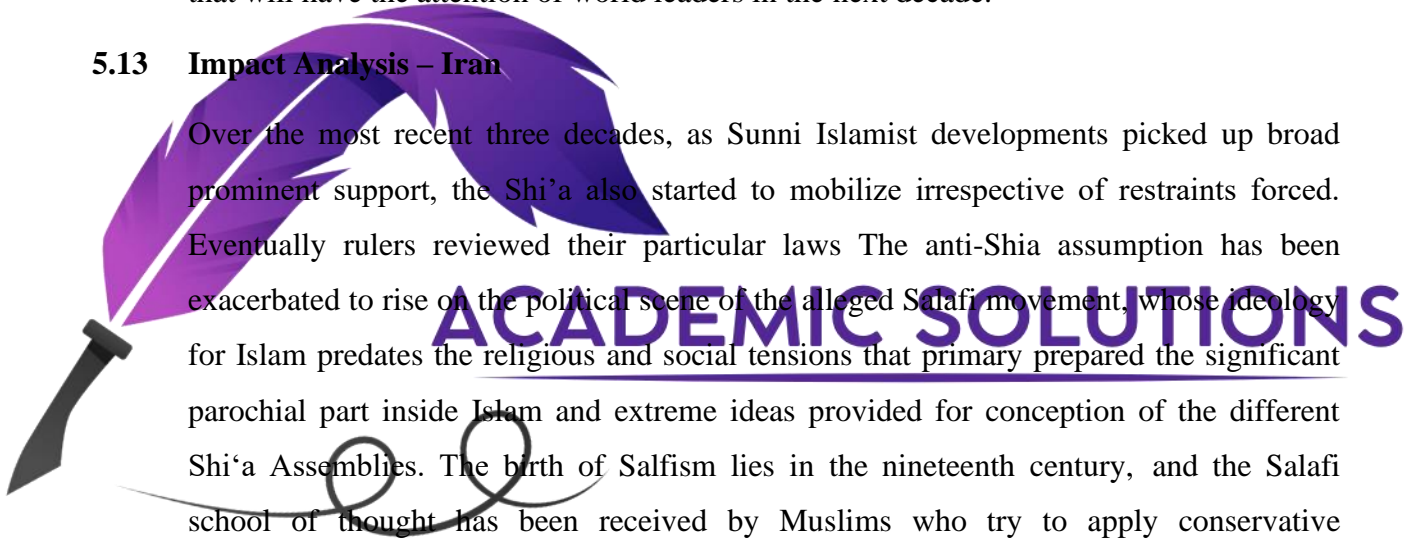 that will have the attention of world leaders in the next decade.
5.13 Impact Analysis – Iran
Over the most recent three decades, as Sunni Islamist developments picked up broad
prominent support, the Shi’a also started to mobilize irrespective of restraints forced.
Eventually rulers reviewed their particular laws The anti-Shia assumption has been
exacerbated to rise on the political scene of the alleged Salafi movement, whose ideology
ACADEMIC SOLUTIONS
for Islam predates the religious and social tensions that primary prepared the significant
parochial part inside Islam and extreme ideas provided for conception of the different
Shi‘a Assemblies. The birth of Salfism lies in the nineteenth century, and the Salafi
school of thought has been received by Muslims who try to apply conservative